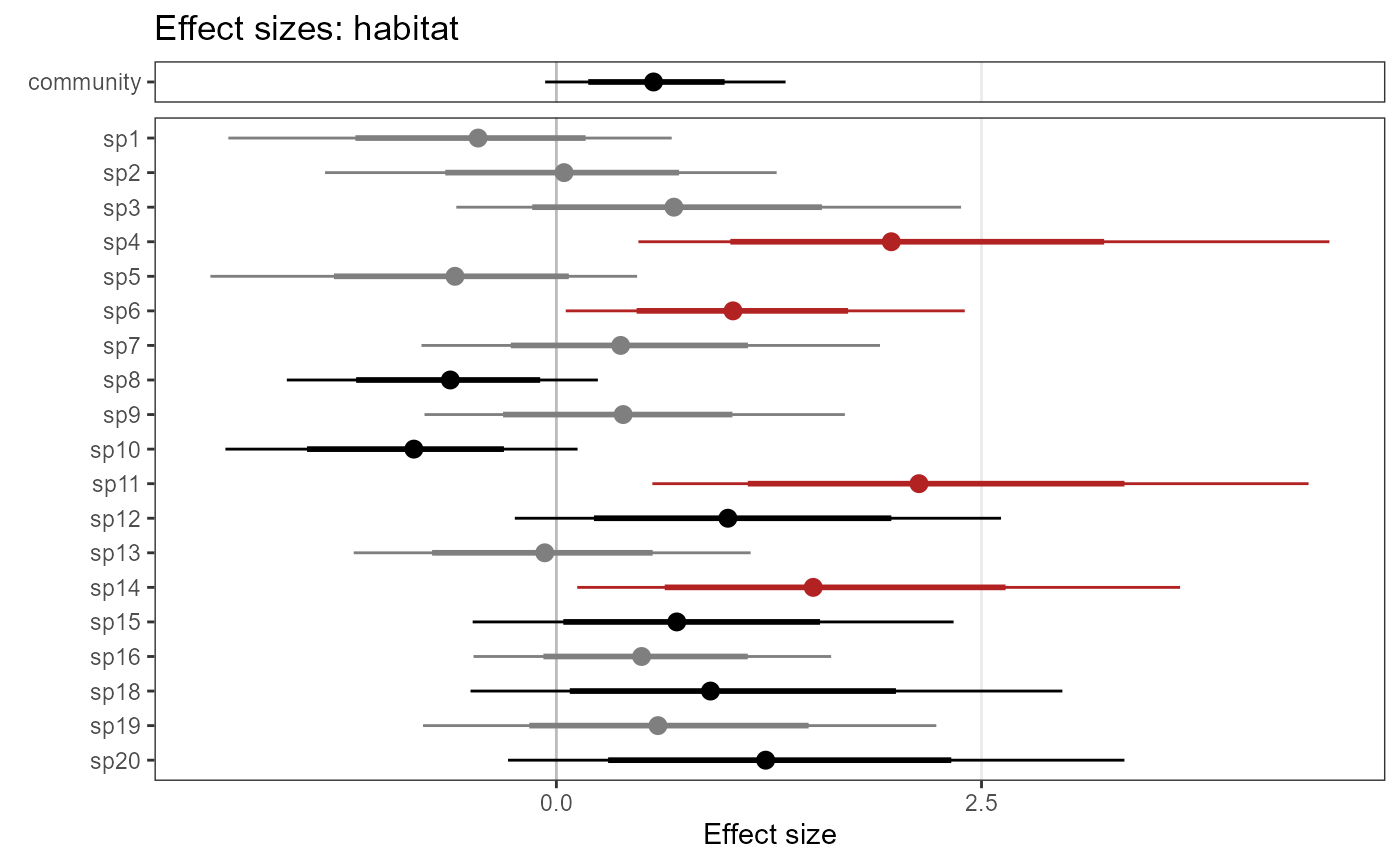 Effect sizes: habitat
community
sp1
sp2
sp3
sp4
sp5
sp6
sp7
sp8
sp9
sp10
sp11
sp12
sp13
sp14
sp15
sp16
sp18
sp19
sp20
0.0 2.5
Effect size